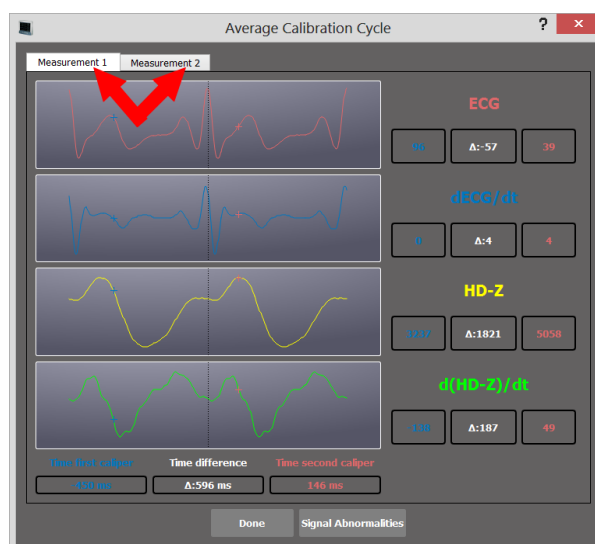 Average Calibration Cycle
?
×
Measurement 1
Measurement 2
ECG
96
Δ:-57
39
dECG/dt
0
Δ:4
4
HD-Z
3237
Δ:1821
5058
d(HD-Z)/dt
-138
Δ:187
49
Time first caliper
Time difference
Time second caliper
-450 ms
Δ:596 ms
146 ms
Done
Signal Abnormalities